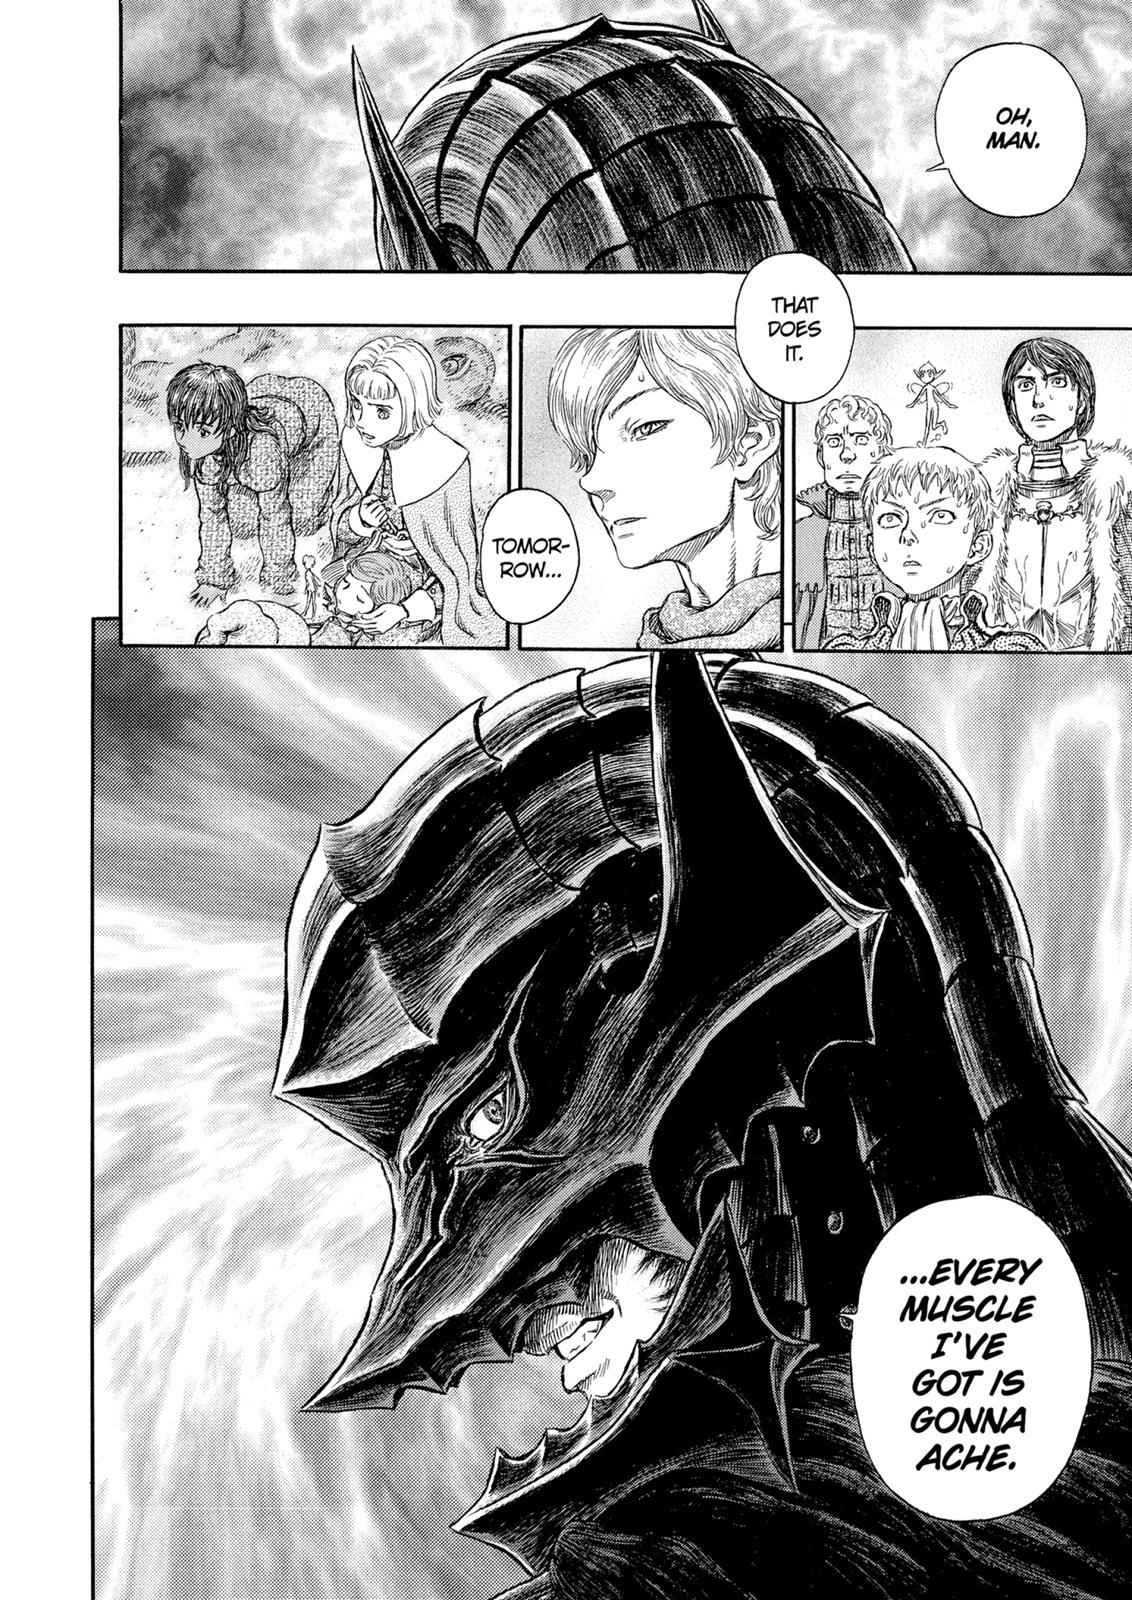 OH,
MAN.
THAT
DOES
IT.
TOMOR-
ROW...
...EVERY
MUSCLE
I'VE
GOT IS
GONNA
ACHE.